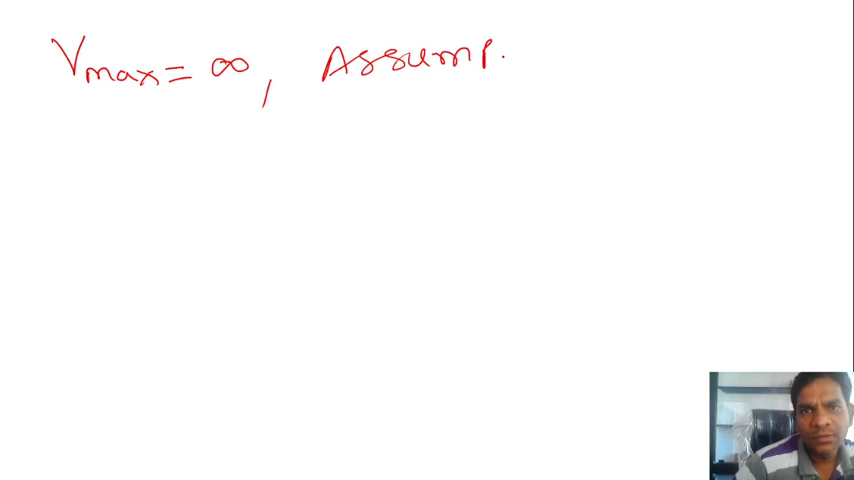 Vmax = ∞, Assump.